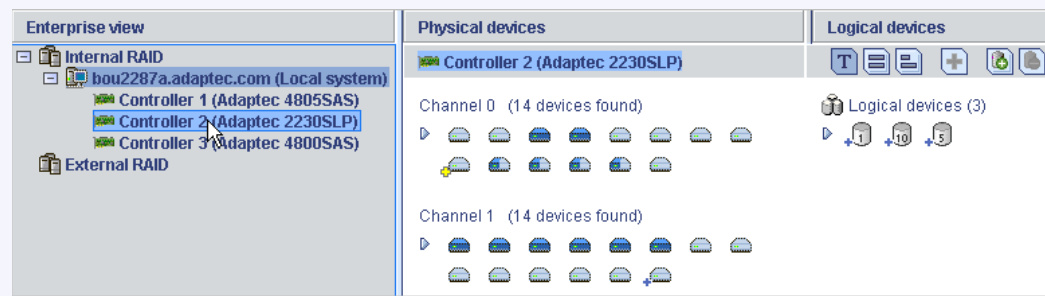 Enterprise view
Internal RAID
bou2287a.adaptec.com (Local system)
Controller 1 (Adaptec 4805SAS)
Controller 2 (Adaptec 2230SLP)
Controller 3 (Adaptec 4800SAS)
External RAID
Physical devices
Controller 2 (Adaptec 2230SLP)
Channel 0 (14 devices found)
Channel 1 (14 devices found)
Logical devices
T
Logical devices (3)
1 10 5